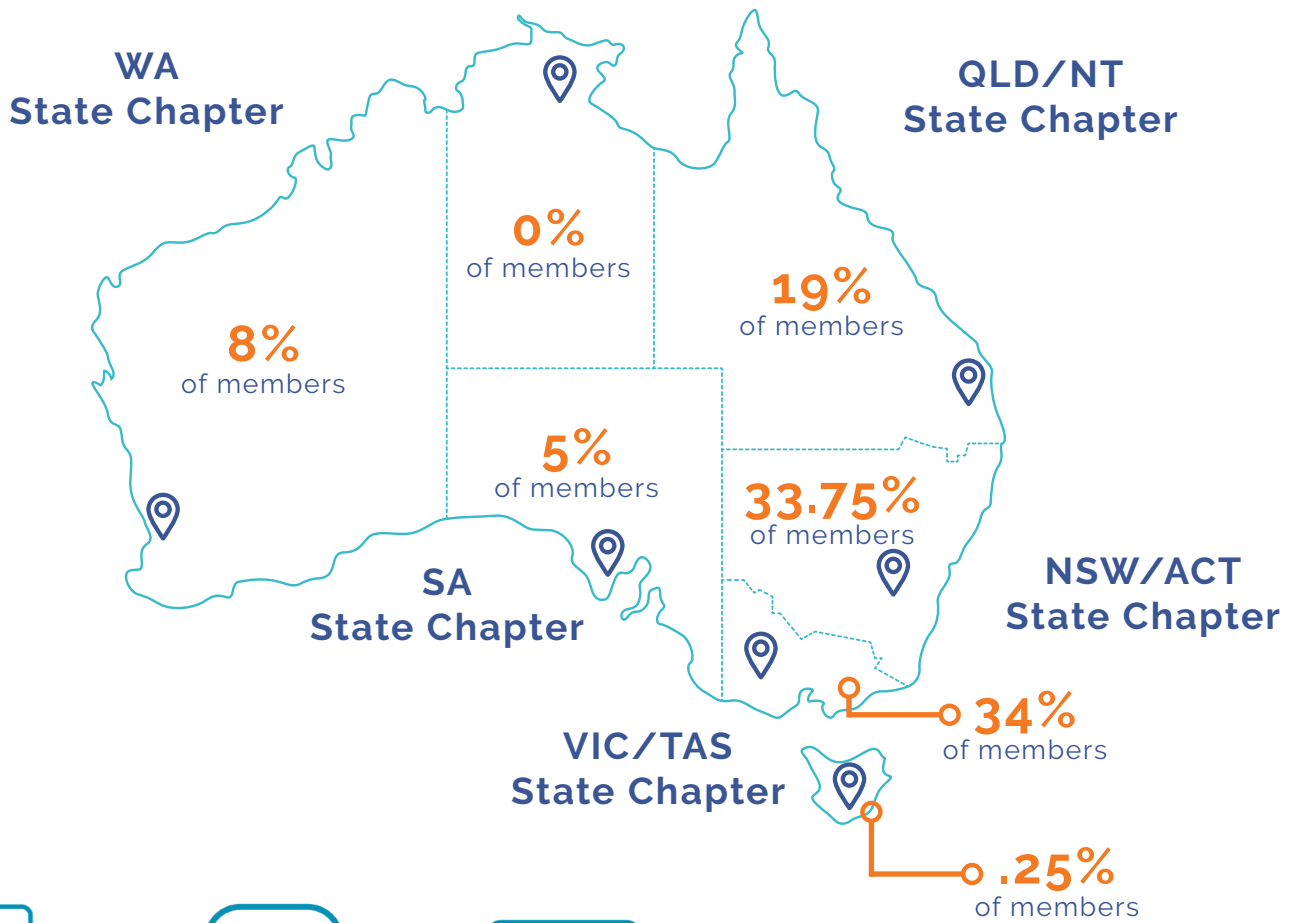 WA
State Chapter
QLD/NT
State Chapter
0%
of members
19%
of members
8%
of members
5%
of members
33.75%
of members
SA
State Chapter
NSW/ACT
State Chapter
34%
of members
VIC/TAS
State Chapter
.25%
of members